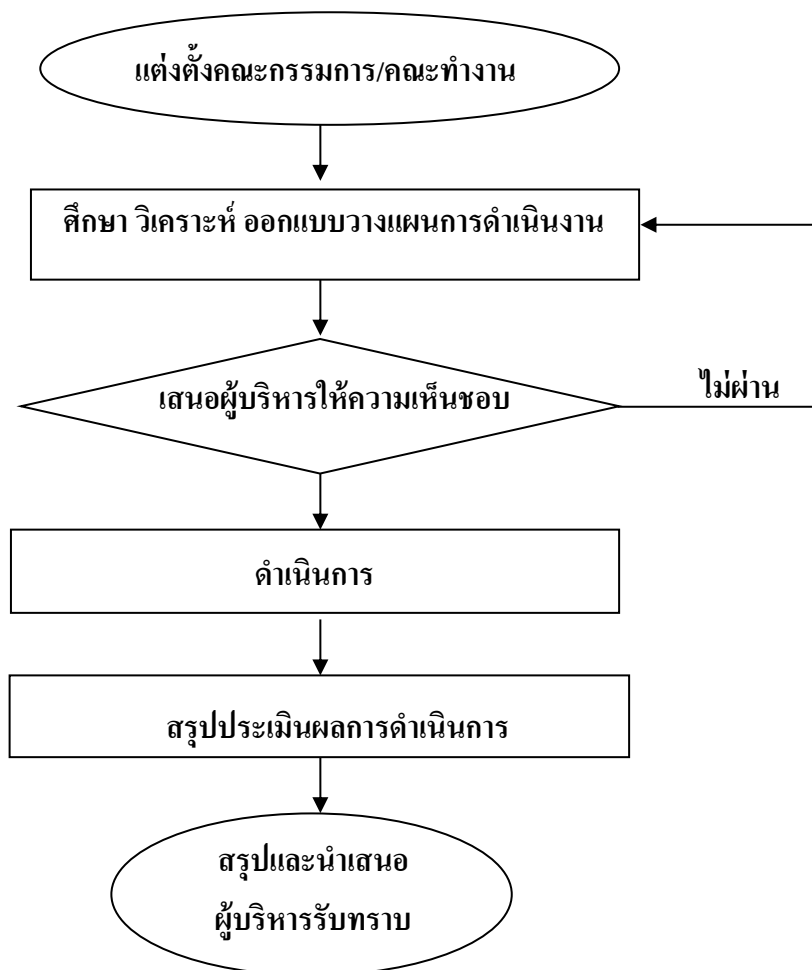 แต่งตั้งคณะกรรมการ/คณะทำงาน
ศึกษา วิเคราะห์ ออกแบบวางแผนการดำเนินงาน
เสนอผู้บริหารให้ความเห็นชอบ
ไม่ผ่าน
ดำเนินการ
สรุปประเมินผลการดำเนินการ
สรุปและนำเสนอ
ผู้บริหารรับทราบ